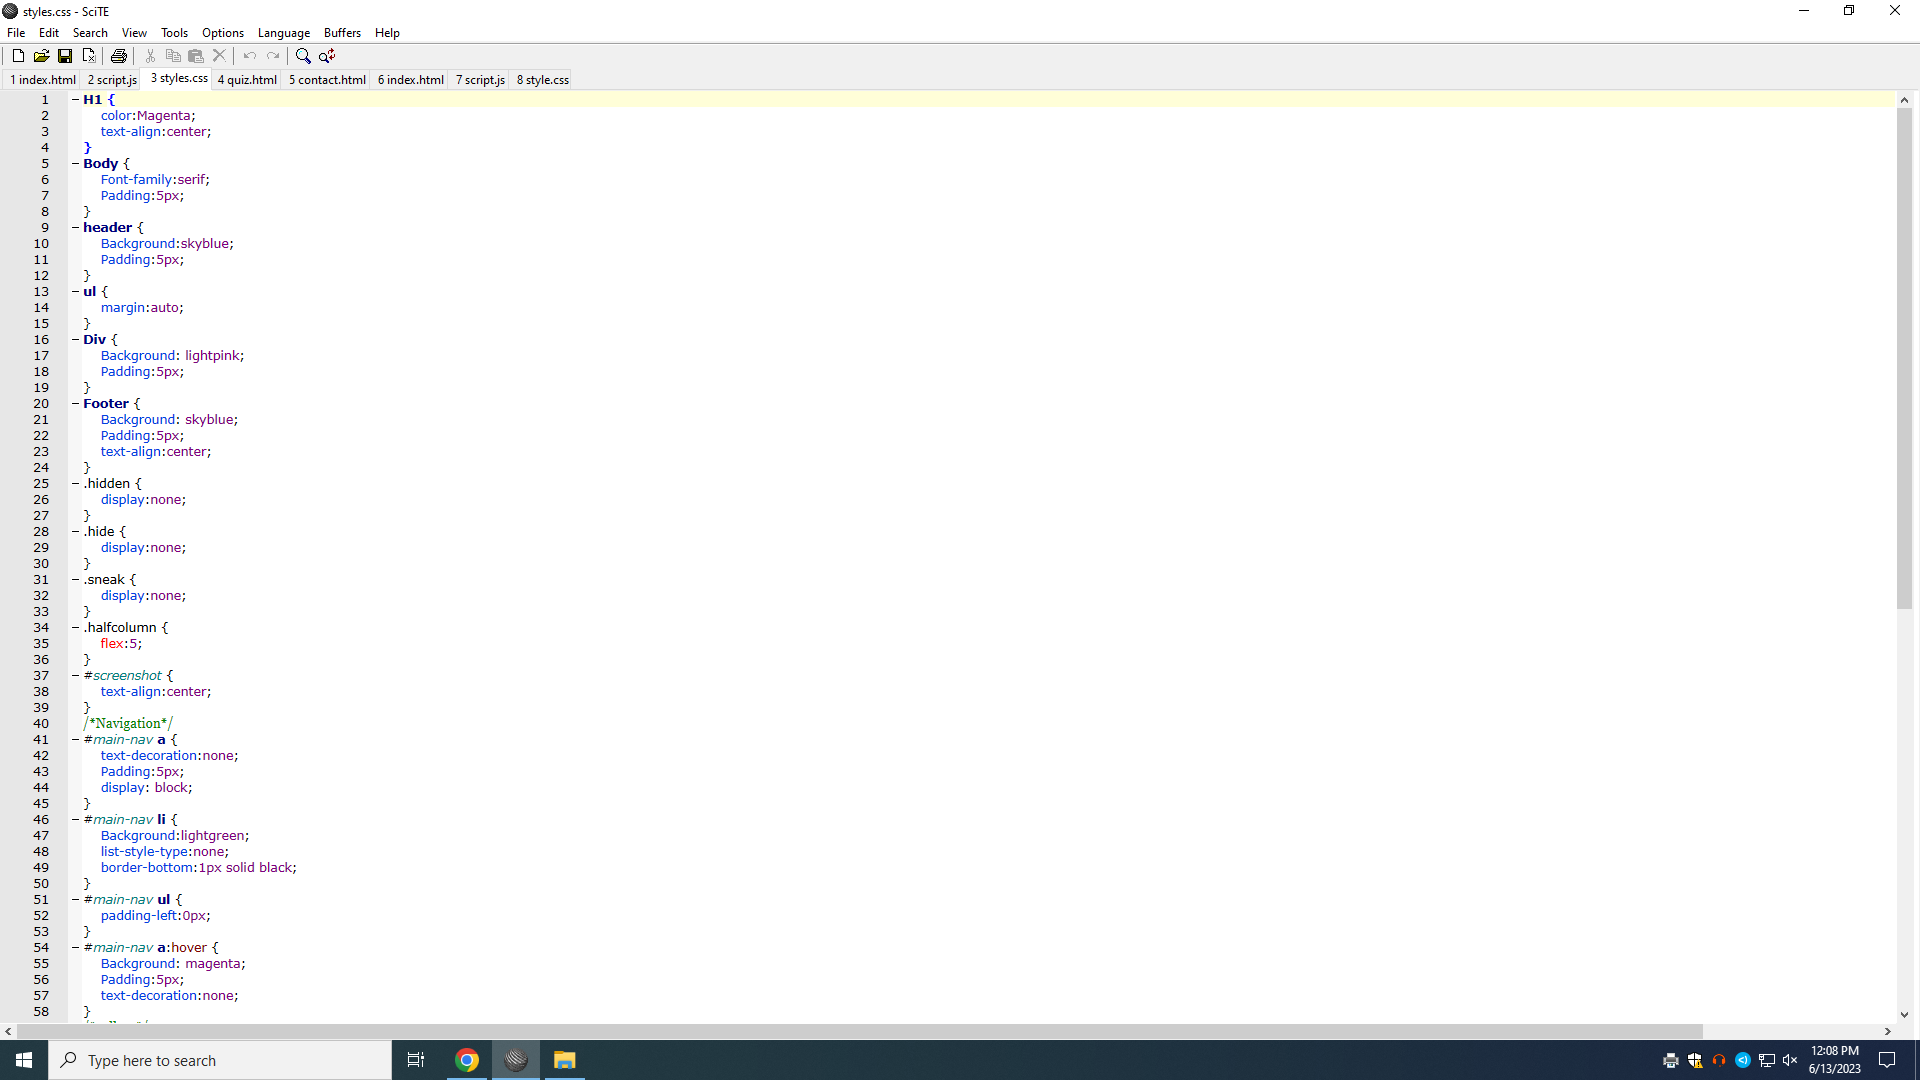 styles.css - SciTE
File Edit Search View Tools Options Language Buffers Help
1 index.html 2 script.js 3 styles.css 4 quiz.html 5 contact.html 6 index.html 7 script.js 8 style.css
1 H1 {
2 color:Magenta;
3 text-align:center;
4 }
5 Body {
6 Font-family:serif;
7 Padding:5px;
8 }
9 header {
10 Background:skyblue;
11 Padding:5px;
12 }
13 ul {
14 margin:auto;
15 }
16 Div {
17 Background: lightpink;
18 Padding:5px;
19 }
20 Footer {
21 Background: skyblue;
22 Padding:5px;
23 text-align:center;
24 }
25 .hidden {
26 display:none;
27 }
28 .hide {
29 display:none;
30 }
31 .sneak {
32 display:none;
33 }
34 .halfcolumn {
35 flex:5;
36 }
37 #screenshot {
38 text-align:center;
39 }
40 /*Navigation*/
41 #main-nav a {
42 text-decoration:none;
43 Padding:5px;
44 display: block;
45 }
46 #main-nav li {
47 Background:lightgreen;
48 list-style-type:none;
49 border-bottom:1px solid black;
50 }
51 #main-nav ul {
52 padding-left:0px;
53 }
54 #main-nav a:hover {
55 Background: magenta;
56 Padding:5px;
57 text-decoration:none;
58 }
Type here to search
12:08 PM
6/13/2023